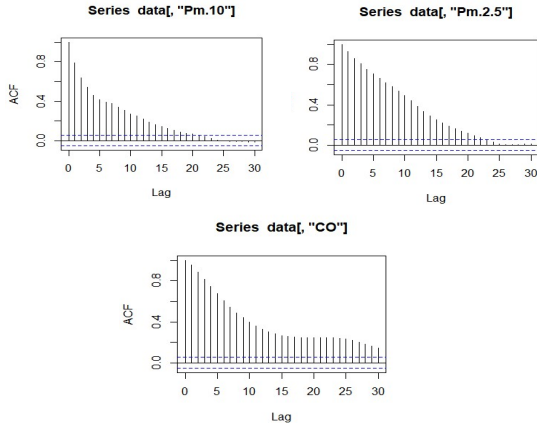 Series data[, "Pm.10"]
ACF
0.8
0.4
0.0
0 5 10 15 20 25 30
Lag
Series data[, "Pm.2.5"]
0.8
0.4
0.0
0 5 10 15 20 25 30
Lag
Series data[, "CO"]
ACF
0.8
0.4
0.0
0 5 10 15 20 25 30
Lag